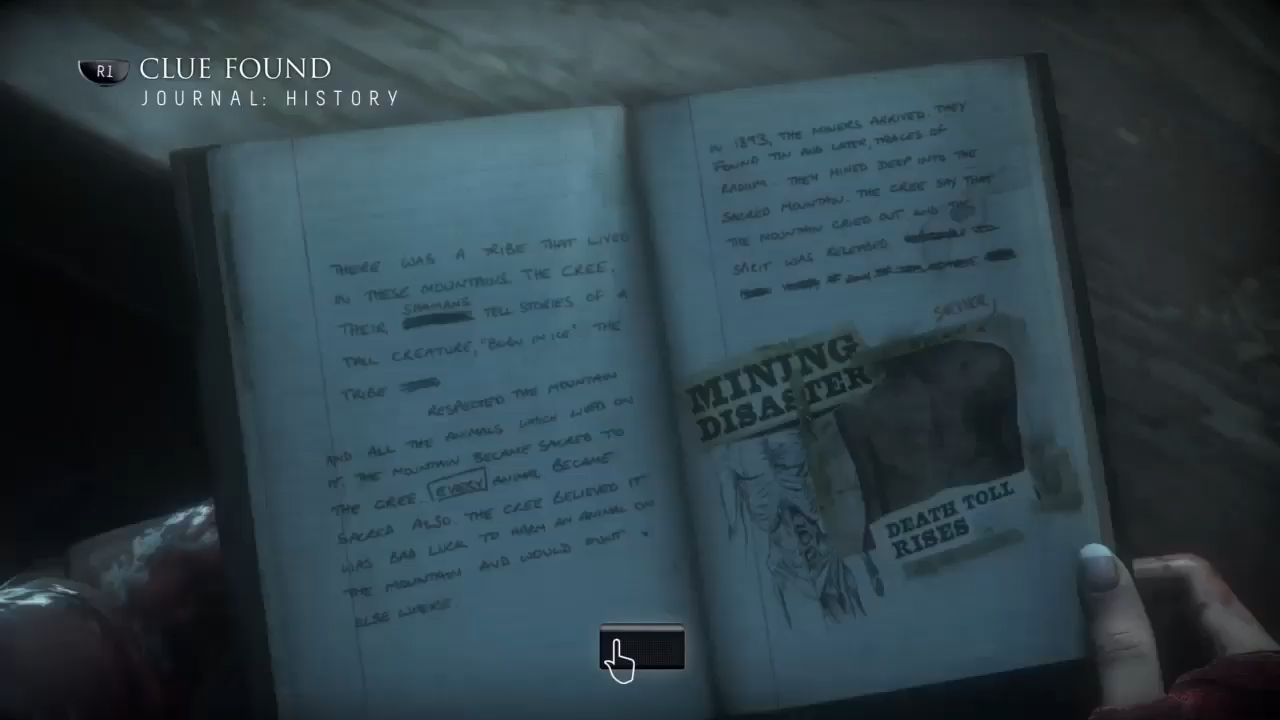 R1 CLUE FOUND
JOURNAL: HISTORY
THERE WAS A TRIBE THAT LIVED
IN THESE MOUNTAINS. THE CREE.
SHAMANS
THEIR TELL STORIES OF A
TALL CREATURE, "BORN IN ICE". THE
TRIBE
RESPECTED THE MOUNTAIN
AND ALL THE ANIMALS WHICH LIVED ON
IT. THE MOUNTAIN BECAME SACRED TO
THE CREE. EVERY ANIMAL BECAME
SACRED ALSO. THE CREE BELIEVED IT
WAS BAD LUCK TO HARM AN ANIMAL ON
THE MOUNTAIN AND WOULD HUNT
ELSE WHERE
IN 1893, THE MINERS ARRIVED. THEY
FOUND TIN AND LATER, TRACES OF
RADIUM. THEY MINED DEEP INTO THE
SACRED MOUNTAIN. THE CREE SAY THAT
THE MOUNTAIN CRIED OUT AND THE
SPIRIT WAS RELEASED
MINING
DISASTER
DEATH TOLL
RISES